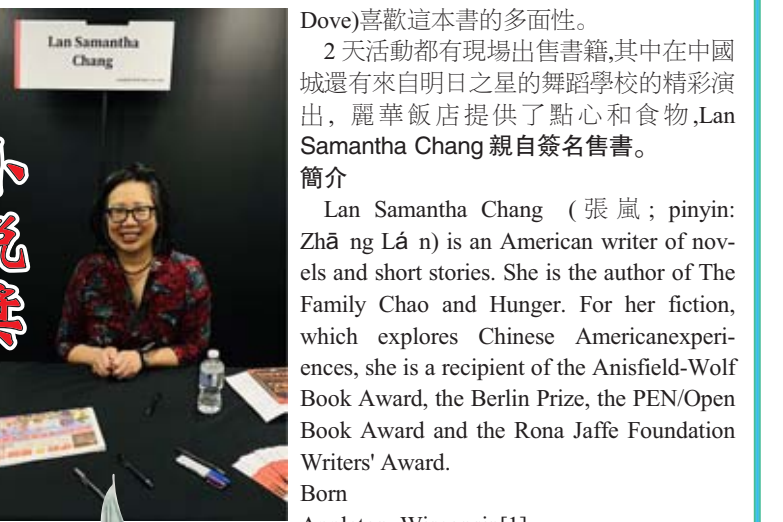 Lan Samantha
Chang
小
說
Dove)喜歡這本書的多面性。
2 天活動都有現場出售書籍,其中在中國
城還有來自明日之星的舞蹈學校的精彩演
出，麗華飯店提供了點心和食物,Lan
Samantha Chang 親自簽名售書。
簡介
Lan Samantha Chang (張嵐; pinyin:
Zhā ng Lá n) is an American writer of nov-
els and short stories. She is the author of The
Family Chao and Hunger. For her fiction,
which explores Chinese Americanexperi-
ences, she is a recipient of the Anisfield-Wolf
Book Award, the Berlin Prize, the PEN/Open
Book Award and the Rona Jaffe Foundation
Writers' Award.
Born